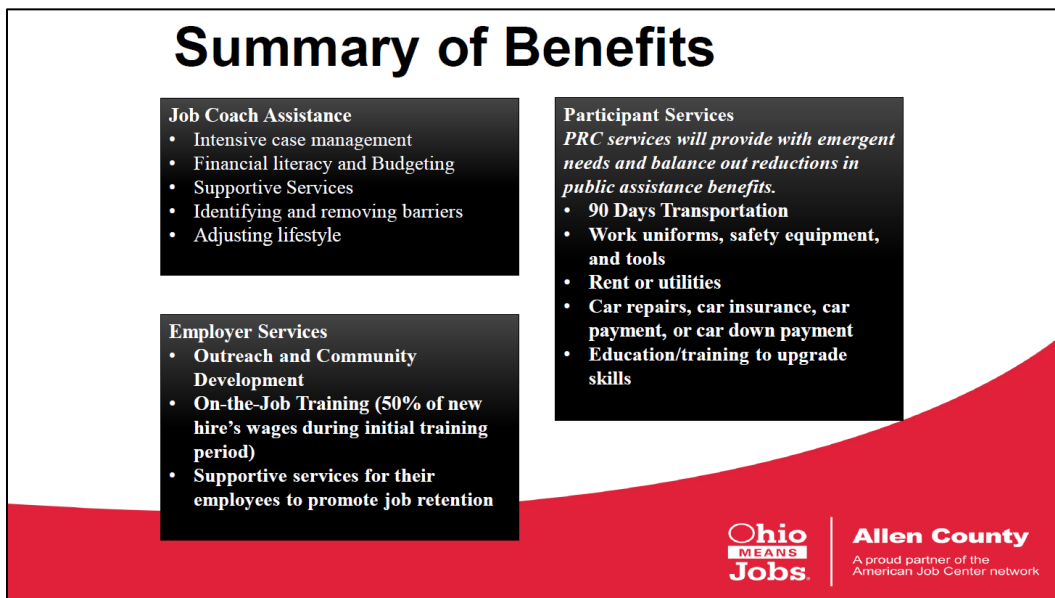 Summary of Benefits
Job Coach Assistance
• Intensive case management
• Financial literacy and Budgeting
• Supportive Services
• Identifying and removing barriers
• Adjusting lifestyle
Employer Services
• Outreach and Community
Development
• On-the-Job Training (50% of new
hire's wages during initial training
period)
• Supportive services for their
employees to promote job retention
Participant Services
PRC services will provide with emergent
needs and balance out reductions in
public assistance benefits.
• 90 Days Transportation
• Work uniforms, safety equipment,
and tools
• Rent or utilities
• Car repairs, car insurance, car
payment, or car down payment
• Education/training to upgrade
skills
Ohio
MEANS
Jobs.
Allen County
A proud partner of the
American Job Center network